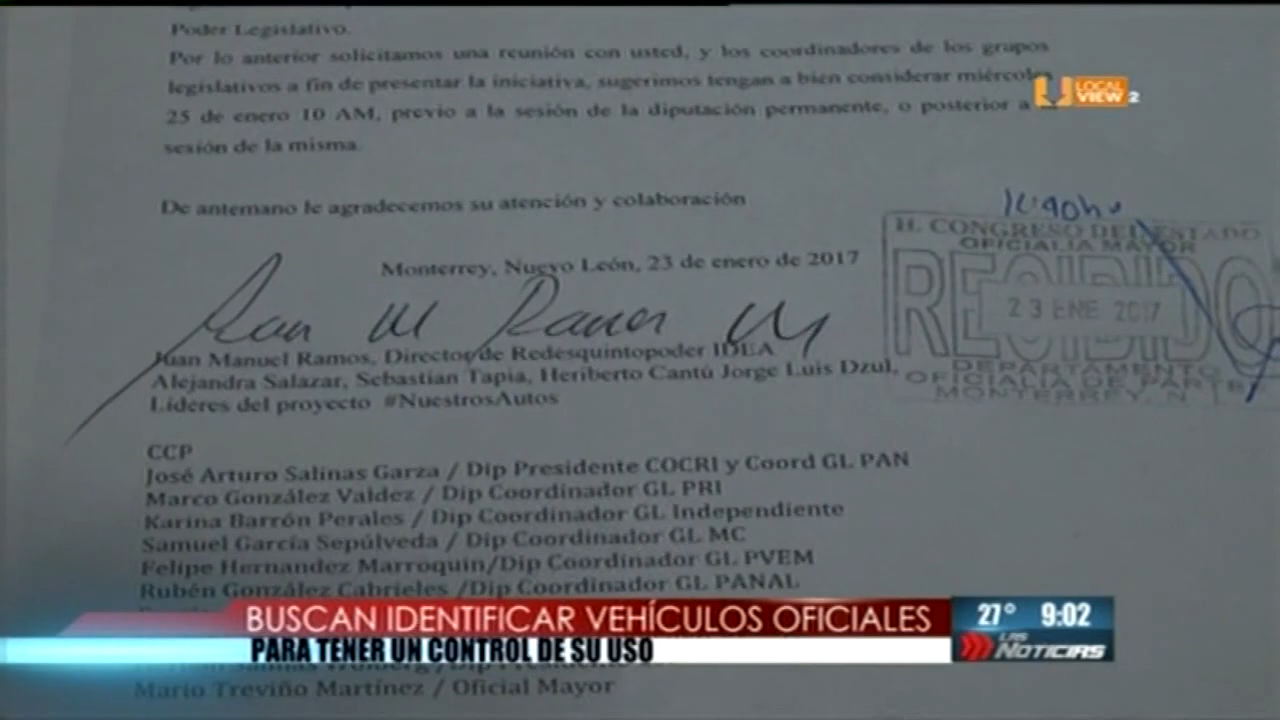 Poder Legislativo.
Por lo anterior solicitamos una reunión con usted, y los coordinadores de los grupos
legislativos a fin de presentar la iniciativa, sugerimos tengan a bien considerar miércoles
LOCAL
VIEW 2
25 de enero 10 AM, previo a la sesión de la diputación permanente, o posterior a
sesión de la misma.
De antemano le agradecemos su atención y colaboración
H. CONGRESO DEL ESTADO
OFICIALIA MAYOR
RECIBIDO
23 ENE 2017
DEPARTAMENTO
OFICIALIA DE PARTE
MONTERREY, N
Monterrey, Nuevo León, 23 de enero de 2017
Juan Manuel Ramos, Director de Redesquintopoder IDEA
Alejandra Salazar, Sebastian Tapia, Heriberto Cantú Jorge Luis Dzul,
Líderes del proyecto #NuestrosAutos
CCP
José Arturo Salinas Garza / Dip Presidente COCRI y Coord GL PAN
Marco González Valdez / Dip Coordinador GL PRI
Karina Barrón Perales / Dip Coordinador GL Independiente
Samuel García Sepúlveda / Dip Coordinador GL MC
Felipe Hernandez Marroquin/Dip Coordinador GL PVEM
Rubén González Cabrieles /Dip Coordinador GL PANAL
BUSCAN IDENTIFICAR VEHÍCULOS OFICIALES
PARA TENER UN CONTROL DE SU USO
27° 9:02
LAS NOTICIAS
Mario Treviño Martínez / Oficial Mayor